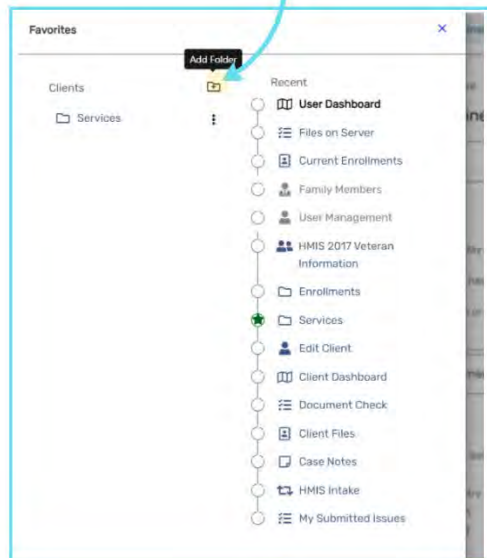 Favorites
Add Folder
Clients
Services
Recent
User Dashboard
Files on Server
Current Enrollments
Family Members
User Management
HMIS 2017 Veteran
Information
Enrollments
Services
Edit Client
Client Dashboard
Document Check
Client Files
Case Notes
HMIS Intake
My Submitted Issues